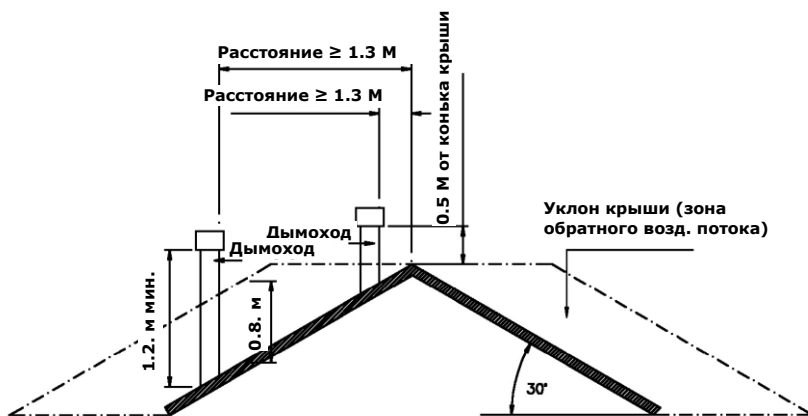 Расстояние ≥ 1.3 М
Расстояние ≥ 1.3 М
0.5 М от конька крыши
Уклон крыши (зона
обратного возд. потока)
Дымоход
Дымоход
1.2. м мин.
0.8. м
30°